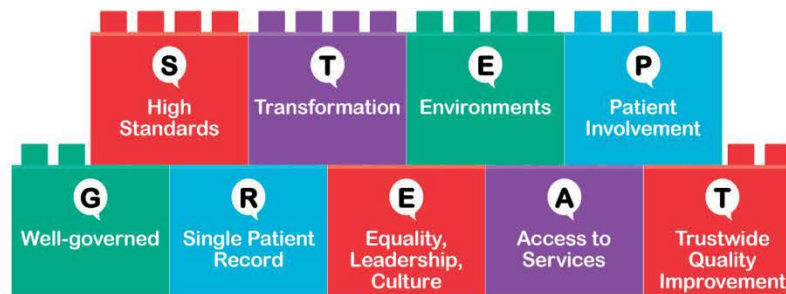 S T E P
High Standards
Transformation
Environments
Patient Involvement
G R E A T
Well-governed
Single Patient Record
Equality, Leadership, Culture
Access to Services
Trustwide Quality Improvement